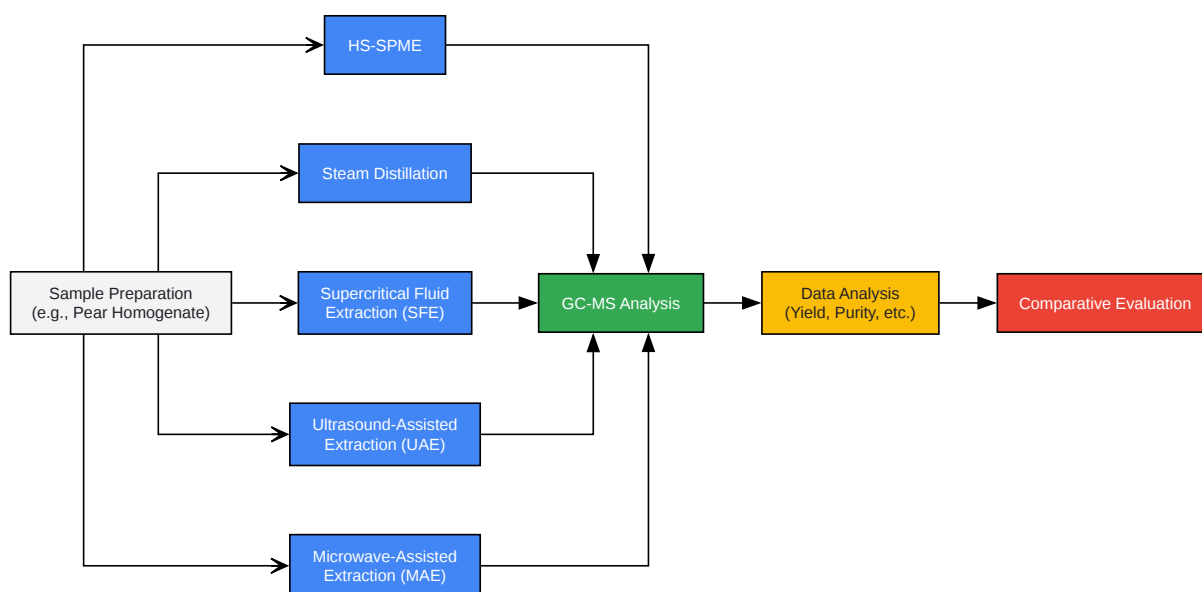 HS-SPME
Steam Distillation
Sample Preparation
(e.g., Pear Homogenate)
Supercritical Fluid
Extraction (SFE)
GC-MS Analysis
Data Analysis
(Yield, Purity, etc.)
Comparative Evaluation
Ultrasound-Assisted
Extraction (UAE)
Microwave-Assisted
Extraction (MAE)